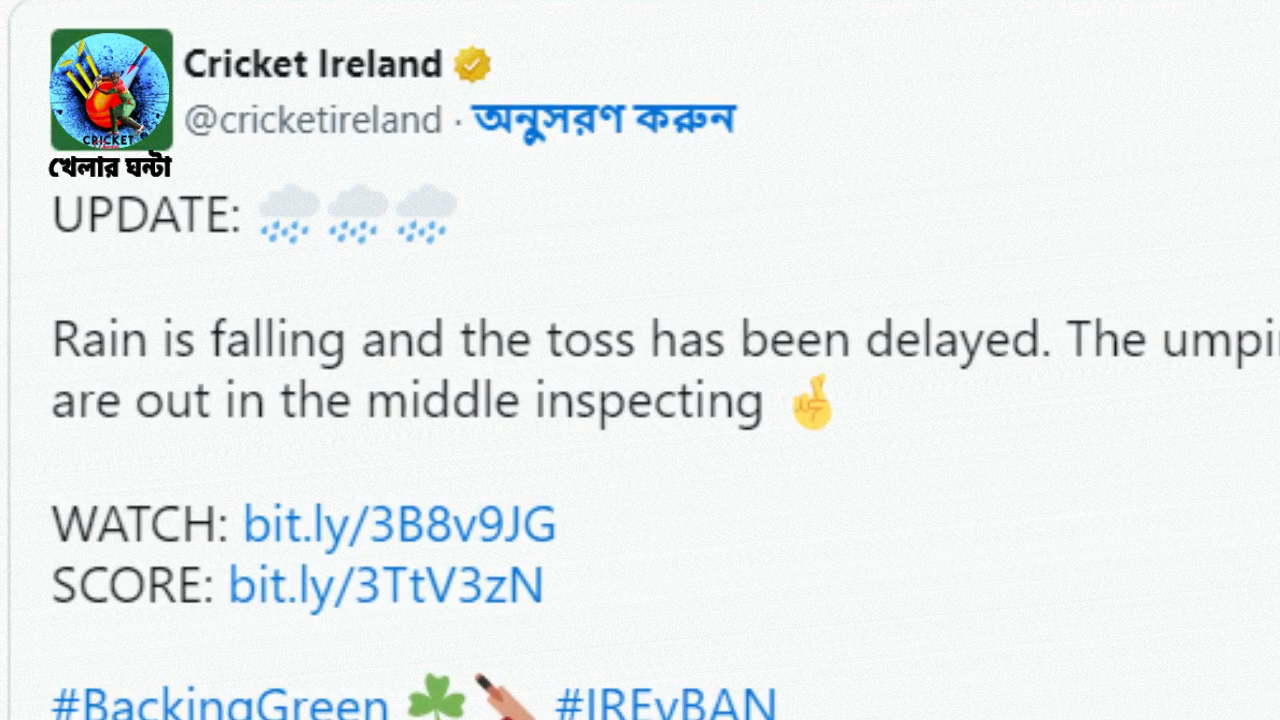 Cricket Ireland
@cricketireland · অনুসরণ করুন
CRICKET
খেলার ঘন্টা
UPDATE: 🌧️🌧️🌧️
Rain is falling and the toss has been delayed. The
are out in the middle inspecting 🤞
WATCH: bit.ly/3B8v9JG
SCORE: bit.ly/3TtV3zN
#BackingGreen ☘️🏏 #IREvBAN